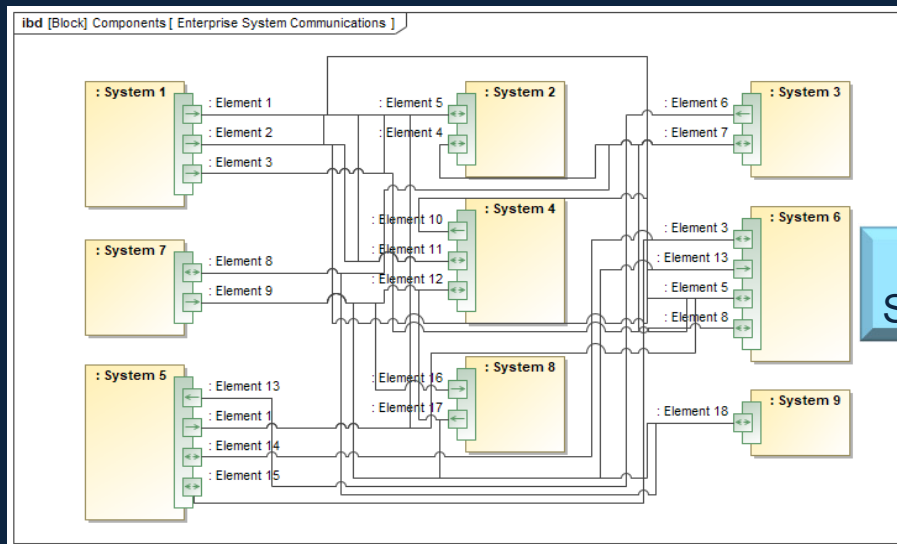 ibd [Block] Components [ Enterprise System Communications ]
: System 1
: Element 1
: Element 2
: Element 3
: System 2
: Element 5
: Element 4
: System 3
: Element 6
: Element 7
: System 7
: Element 8
: Element 9
: System 4
: Element 10
: Element 11
: Element 12
: System 6
: Element 3
: Element 13
: Element 5
: Element 8
S
: System 5
: Element 13
: Element 1
: Element 14
: Element 15
: System 8
: Element 16
: Element 17
: System 9
: Element 18